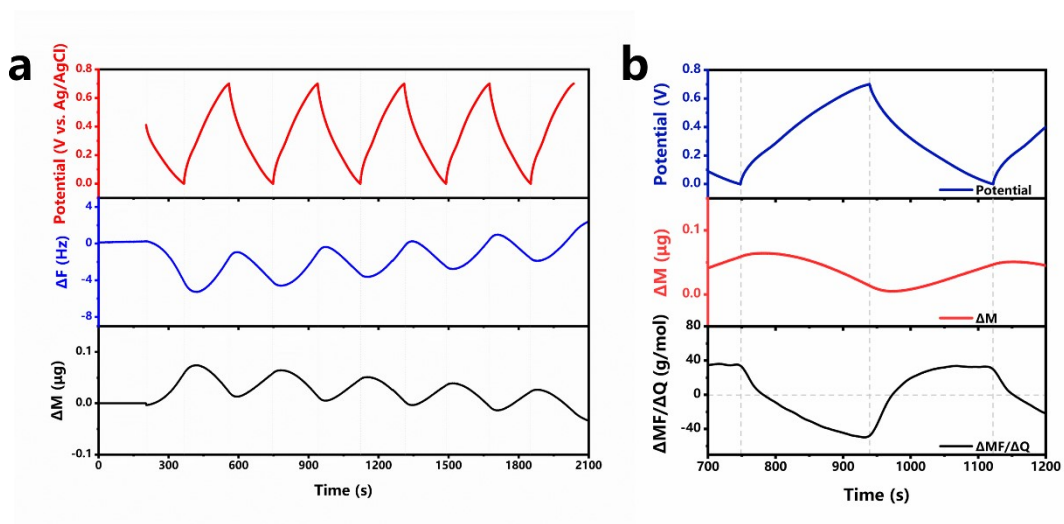 a
Potential (V vs. Ag/AgCl)
0.8
0.6
0.4
0.2
0.0
ΔF (Hz)
4
0
-4
-8
ΔM (μg)
0.1
0.0
-0.1
0 300 600 900 1200 1500 1800 2100
Time (s)
b
Potential (V)
0.8
0.6
0.4
0.2
0.0
Potential
ΔM (μg)
0.1
0.0
ΔM
ΔMF/ΔQ (g/mol)
80
40
0
-40
ΔMF/ΔQ
700 800 900 1000 1100 1200
Time (s)